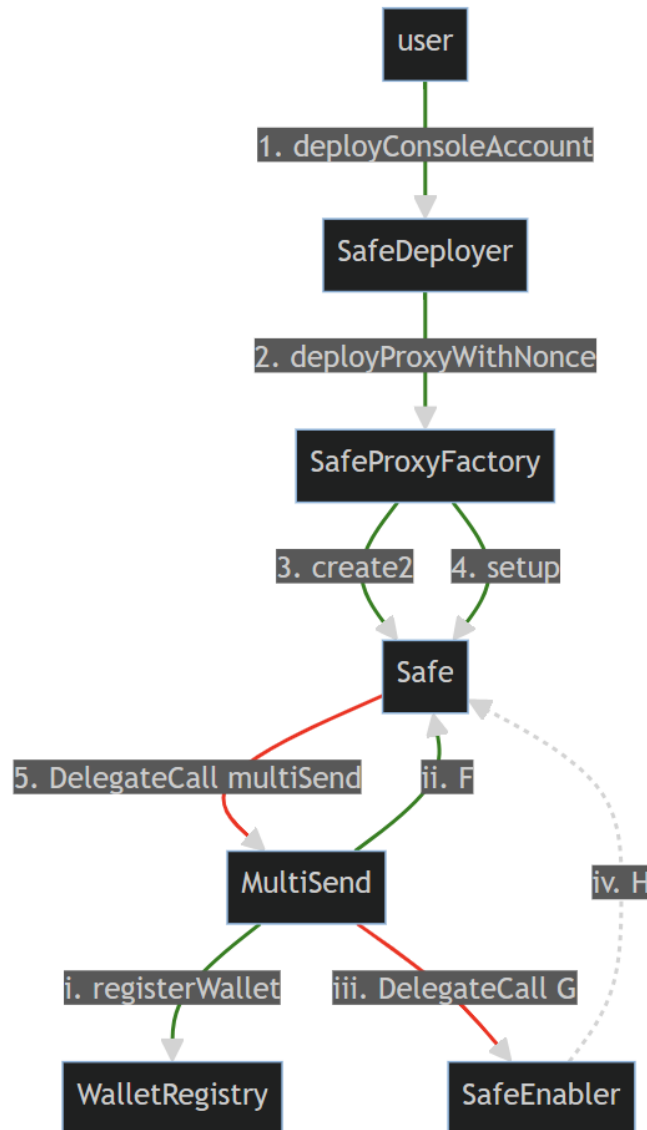 user
1. deployConsoleAccount
SafeDeployer
2. deployProxyWithNonce
SafeProxyFactory
3. create2
4. setup
Safe
5. DelegateCall multiSend
ii. F
iv. H
MultiSend
i. registerWallet
iii. DelegateCall G
WalletRegistry
SafeEnabler